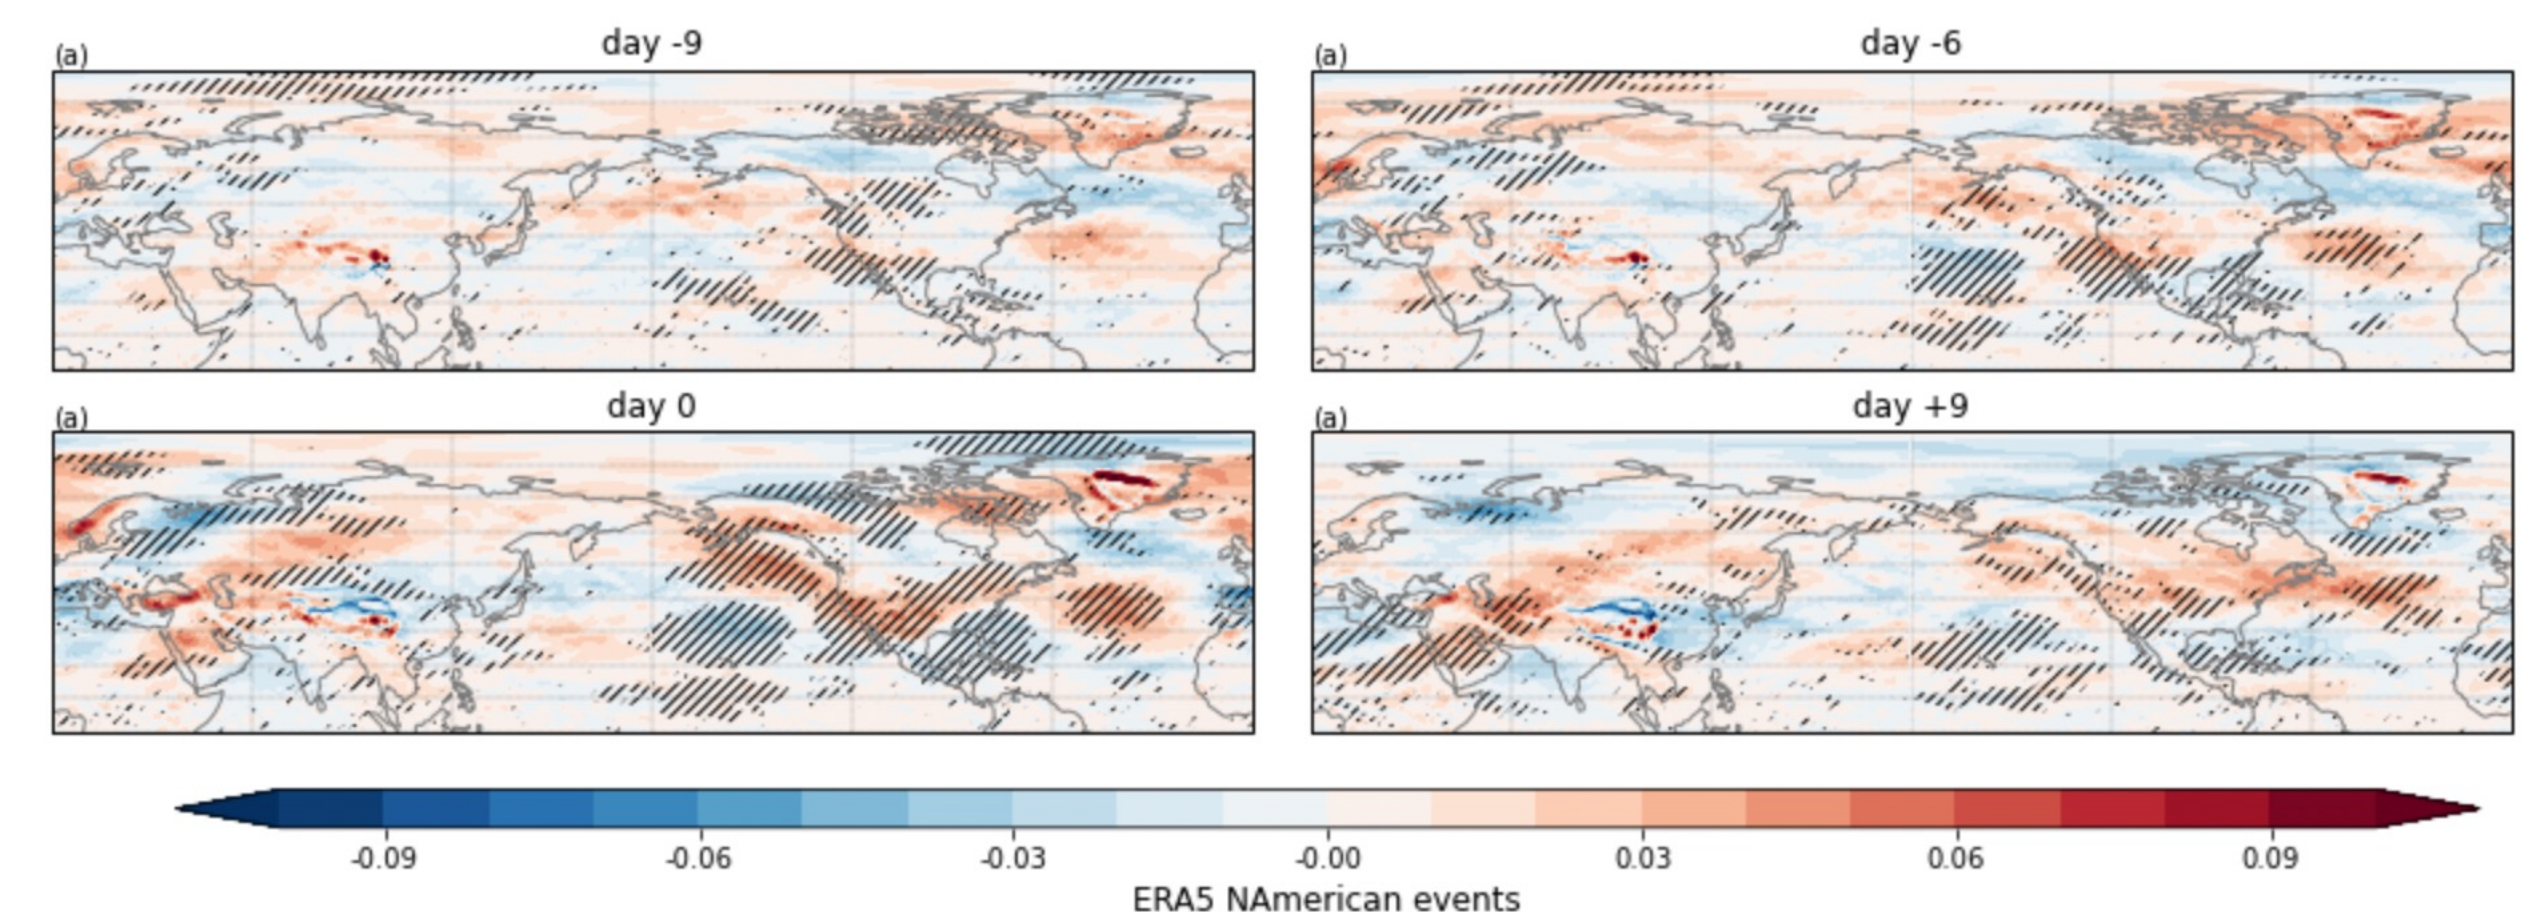 day -9
(a)
day -6
(a)
day 0
(a)
day +9
(a)
-0.09
-0.06
-0.03
-0.00
0.03
0.06
0.09
ERA5 NAmerican events